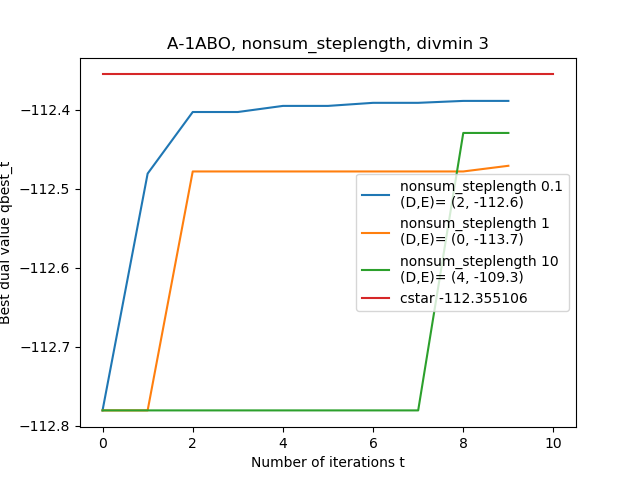 A-1ABO, nonsum_steplength, divmin 3
Best dual value qbest_t
−112.4
−112.5
−112.6
−112.7
−112.8
nonsum_steplength 0.1
(D,E)= (2, -112.6)
nonsum_steplength 1
(D,E)= (0, -113.7)
nonsum_steplength 10
(D,E)= (4, -109.3)
cstar -112.355106
0 2 4 6 8 10
Number of iterations t